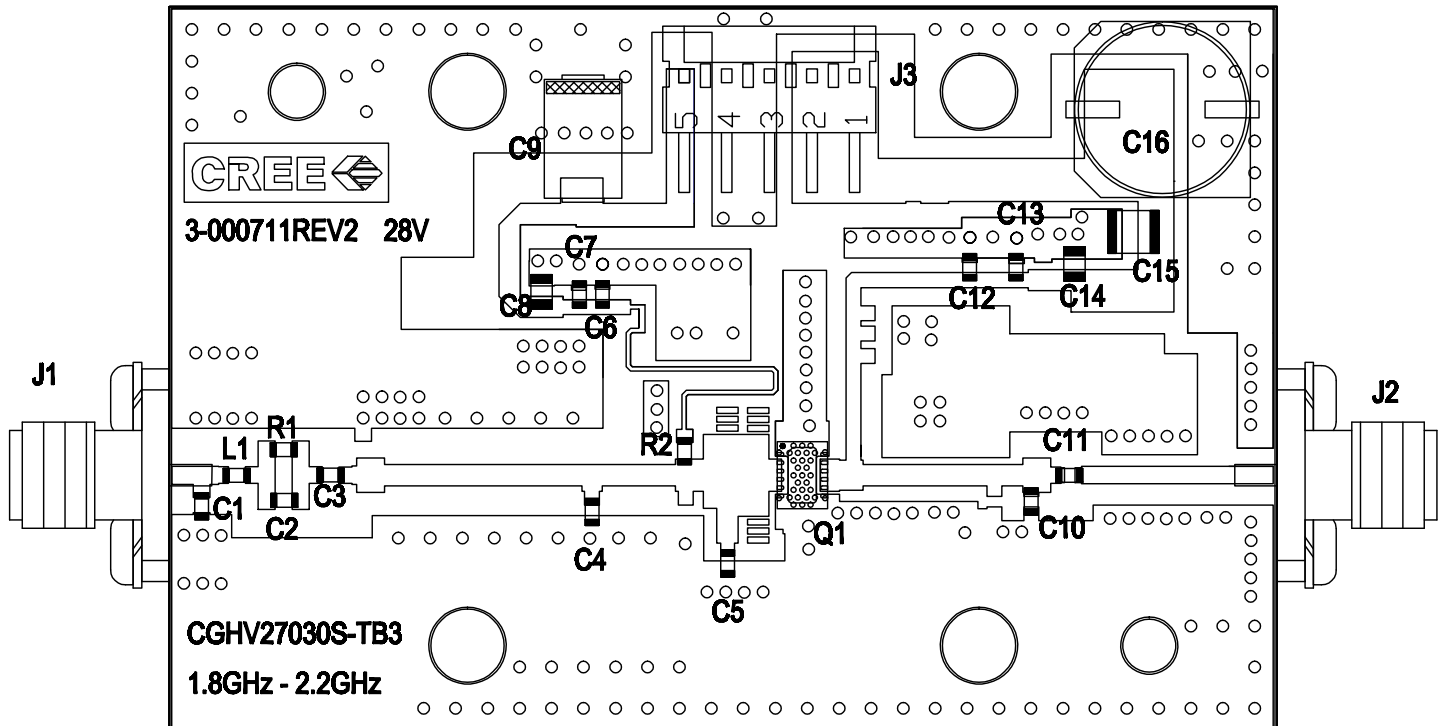 J3
5 4 3 2 1
C9
C16
CREE
3-000711REV2 28V
C7
C13
C8
C6
C12
C14
C15
J1
J2
L1
R1
R2
C11
C1
C2
C3
C4
Q1
C10
C5
CGHV27030S-TB3
1.8GHz - 2.2GHz